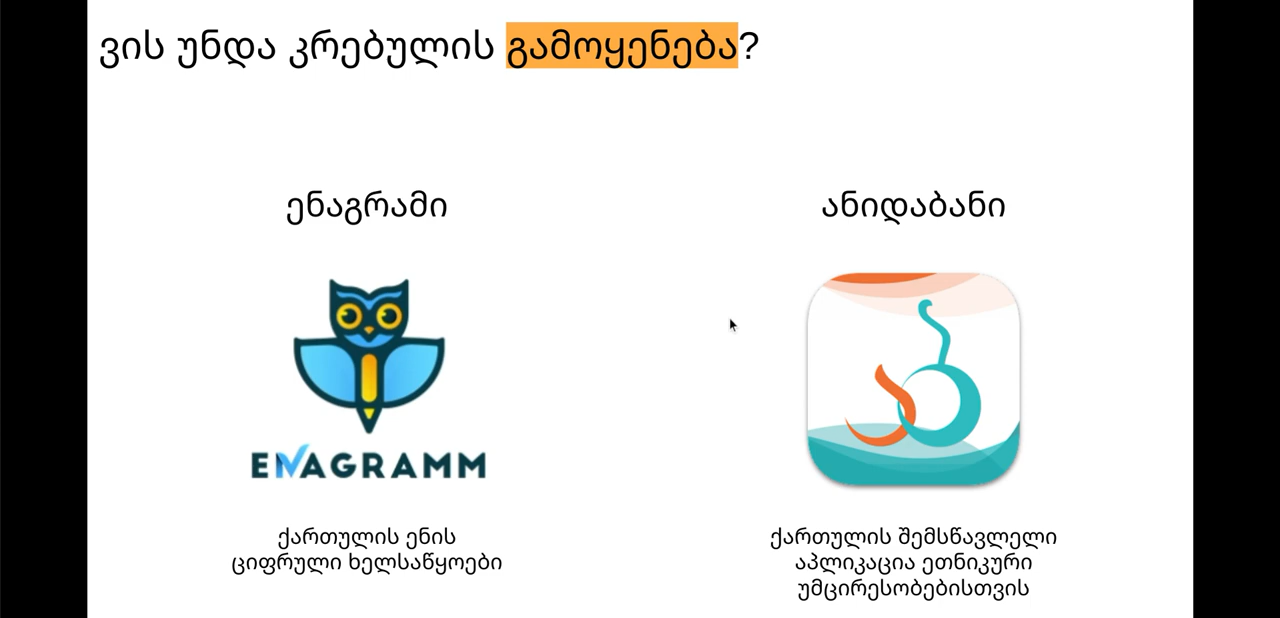 ვის უნდა კრებულის გამოყენება?
ენაგრამი
ანიდაბანი
ENAGRAMM
ქართულის ენის
ციფრული ხელსაწყოები
ქართულის შემსწავლელი
აპლიკაცია ეთნიკური
უმცირესობებისთვის